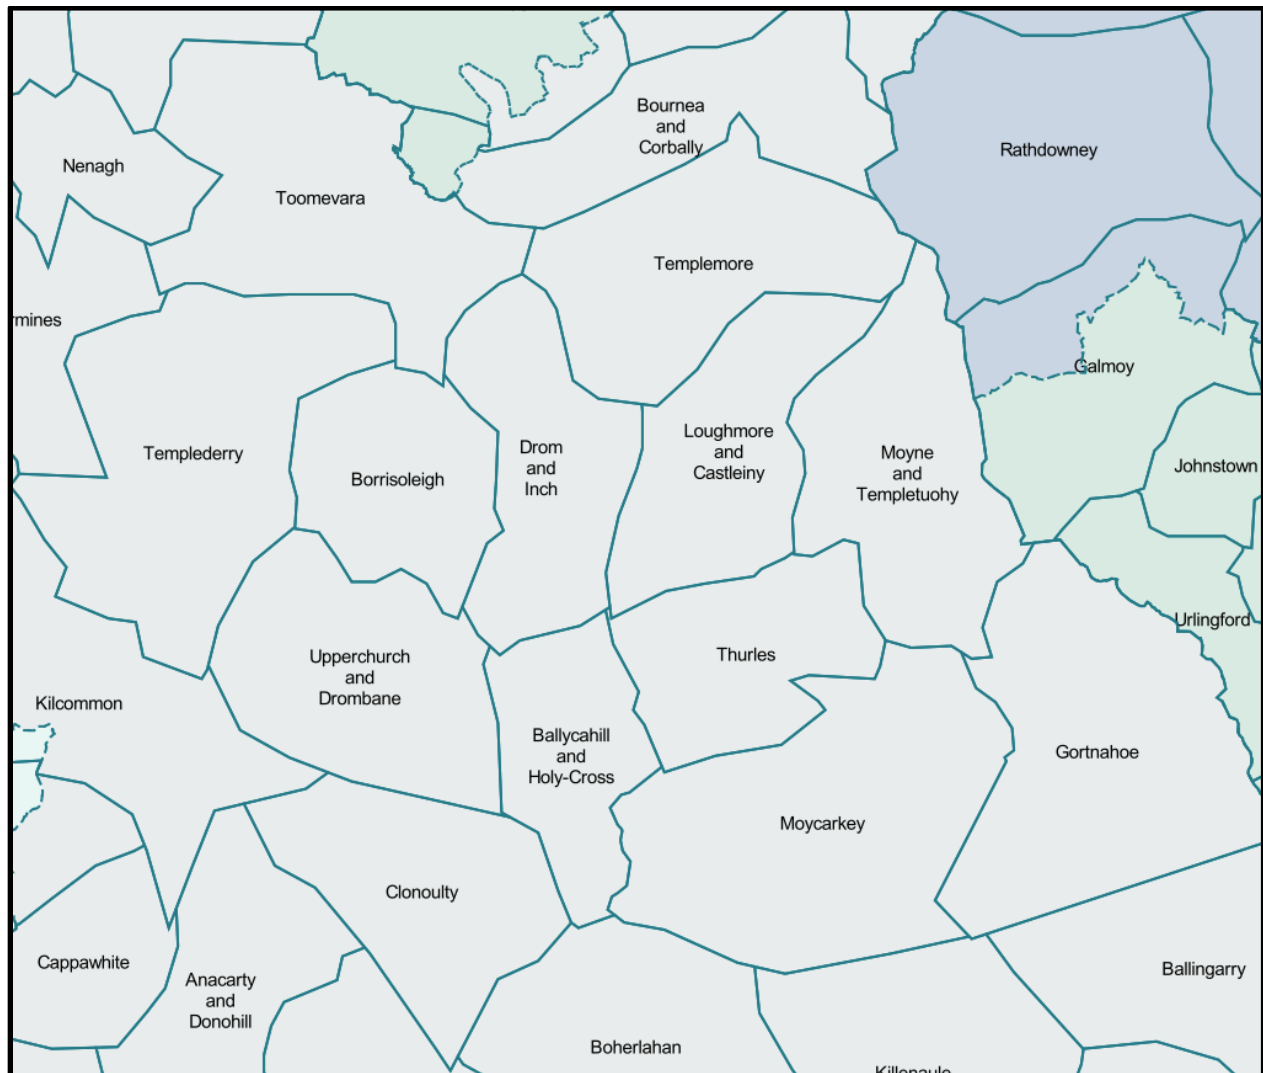 Bournea
and
Corbally
Rathdowney
Nenagh
Toomevara
Templemore
rmines
Galmoy
Loughmore
and
Castleiny
Drom
and
Inch
Moyne
and
Templetuohy
Templederry
Johnstown
Borrisoleigh
Urlingford
Upperchurch
and
Drombane
Thurles
Kilcommon
Ballycahill
and
Holy-Cross
Gortnahoe
Moycarkey
Clonoulty
Cappawhite
Ballingarry
Anacarty
and
Donohill
Boherlahan
Killenaule